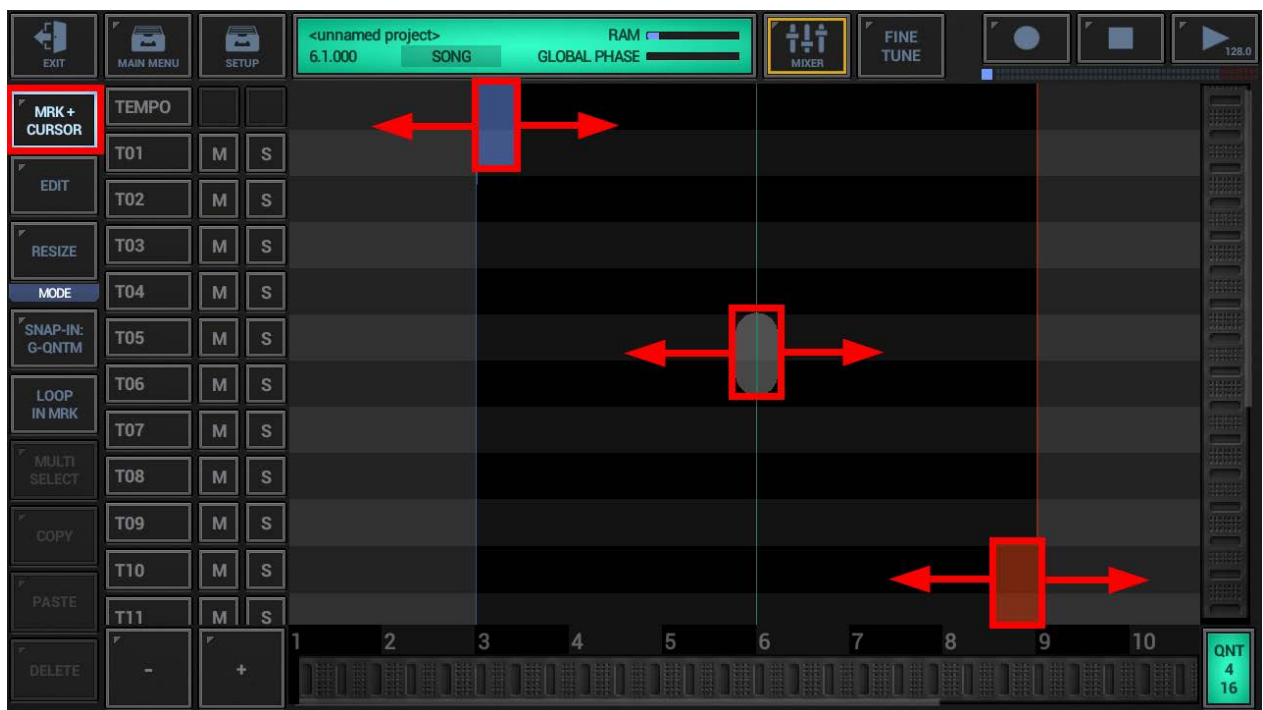 EXIT
MAIN MENU
SETUP
<unnamed project>
RAM
6.1.000
SONG
GLOBAL PHASE
MIXER
FINE
TUNE
128.0
MRK +
CURSOR
TEMPO
T01 M S
EDIT
T02 M S
RESIZE
T03 M S
MODE
T04 M S
SNAP-IN:
G-QNTM
T05 M S
LOOP
IN MRK
T06 M S
T07 M S
MULTI
SELECT
T08 M S
COPY
T09 M S
T10 M S
PASTE
T11 M S
DELETE
- +
1 2 3 4 5 6 7 8 9 10
QNT
4
16